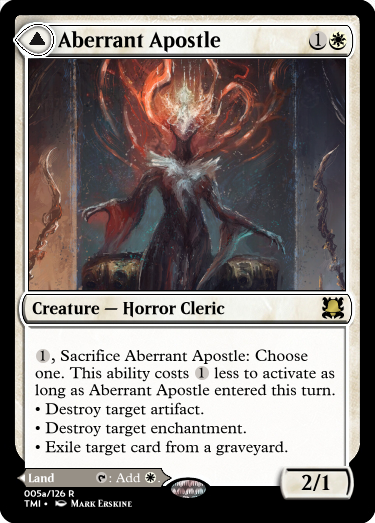 Aberrant Apostle 1
Creature — Horror Cleric
1, Sacrifice Aberrant Apostle: Choose
one. This ability costs 1 less to activate as
long as Aberrant Apostle entered this turn.
• Destroy target artifact.
• Destroy target enchantment.
• Exile target card from a graveyard.
Land : Add .
2/1
005a/126 R
TMI • Mark Erskine